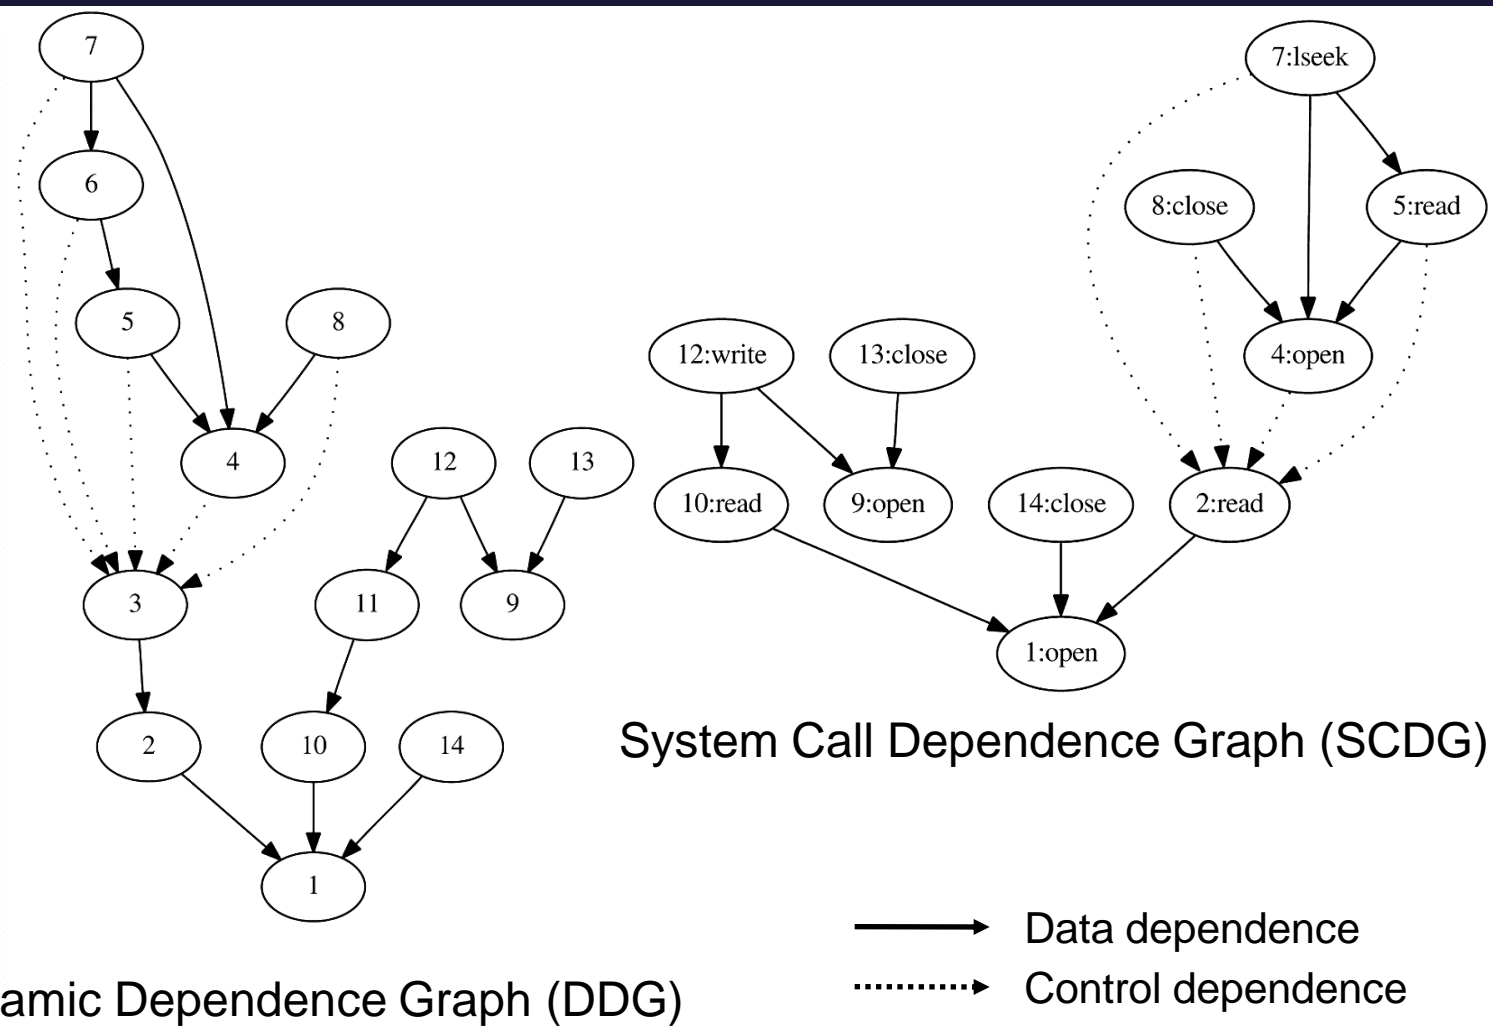 7
6
5
8
4
12
13
3
11
9
2
10
14
1
amic Dependence Graph (DDG)
7:lseek
8:close
5:read
12:write
13:close
4:open
10:read
9:open
14:close
2:read
1:open
System Call Dependence Graph (SCDG)
Data dependence
Control dependence